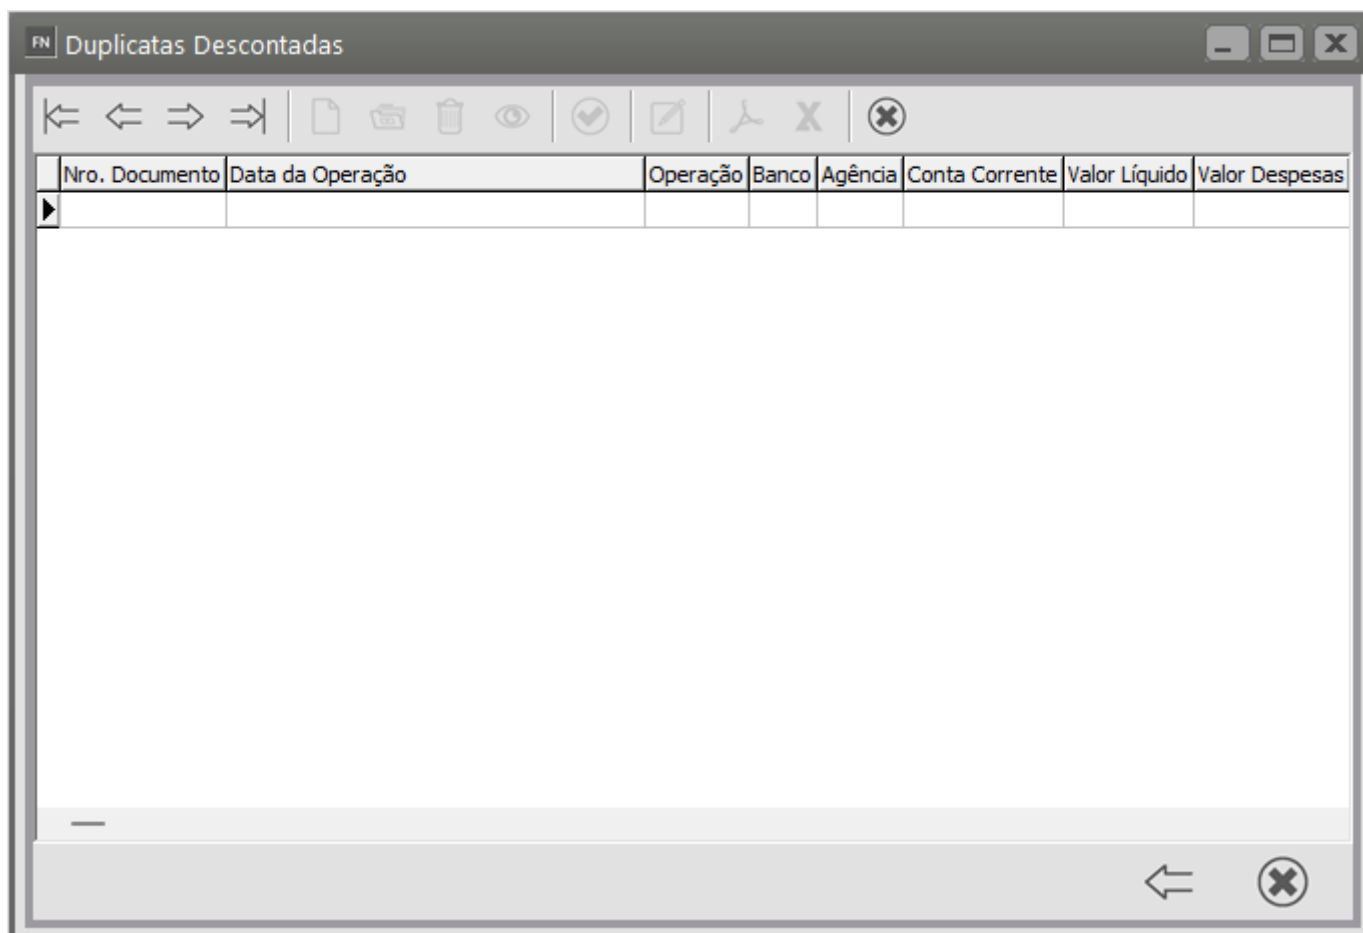 FN Duplicatas Descontadas
Nro. Documento Data da Operação Operação Banco Agência Conta Corrente Valor Líquido Valor Despesas